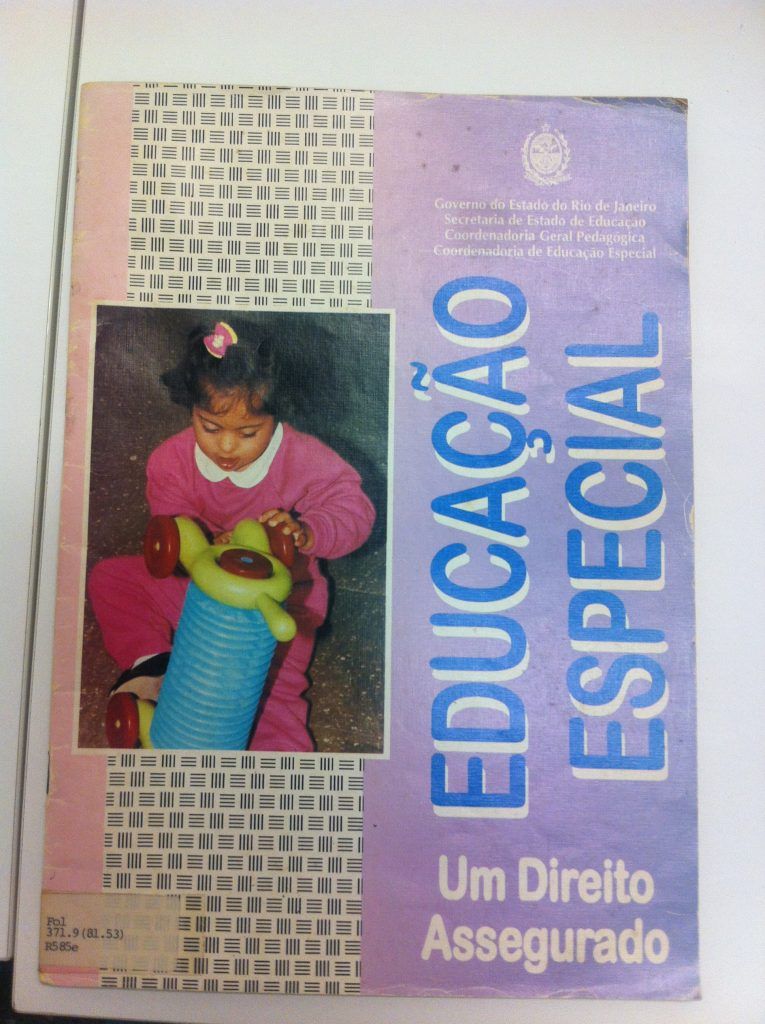 Governo do Estado do Rio de Janeiro
Secretaria de Estado de Educação
Coordenadoria Geral Pedagógica
Coordenadoria de Educação Especial
EDUCAÇÃO
ESPECIAL
Um Direito
Assegurado
Fol
371.9(81.53)
R585e